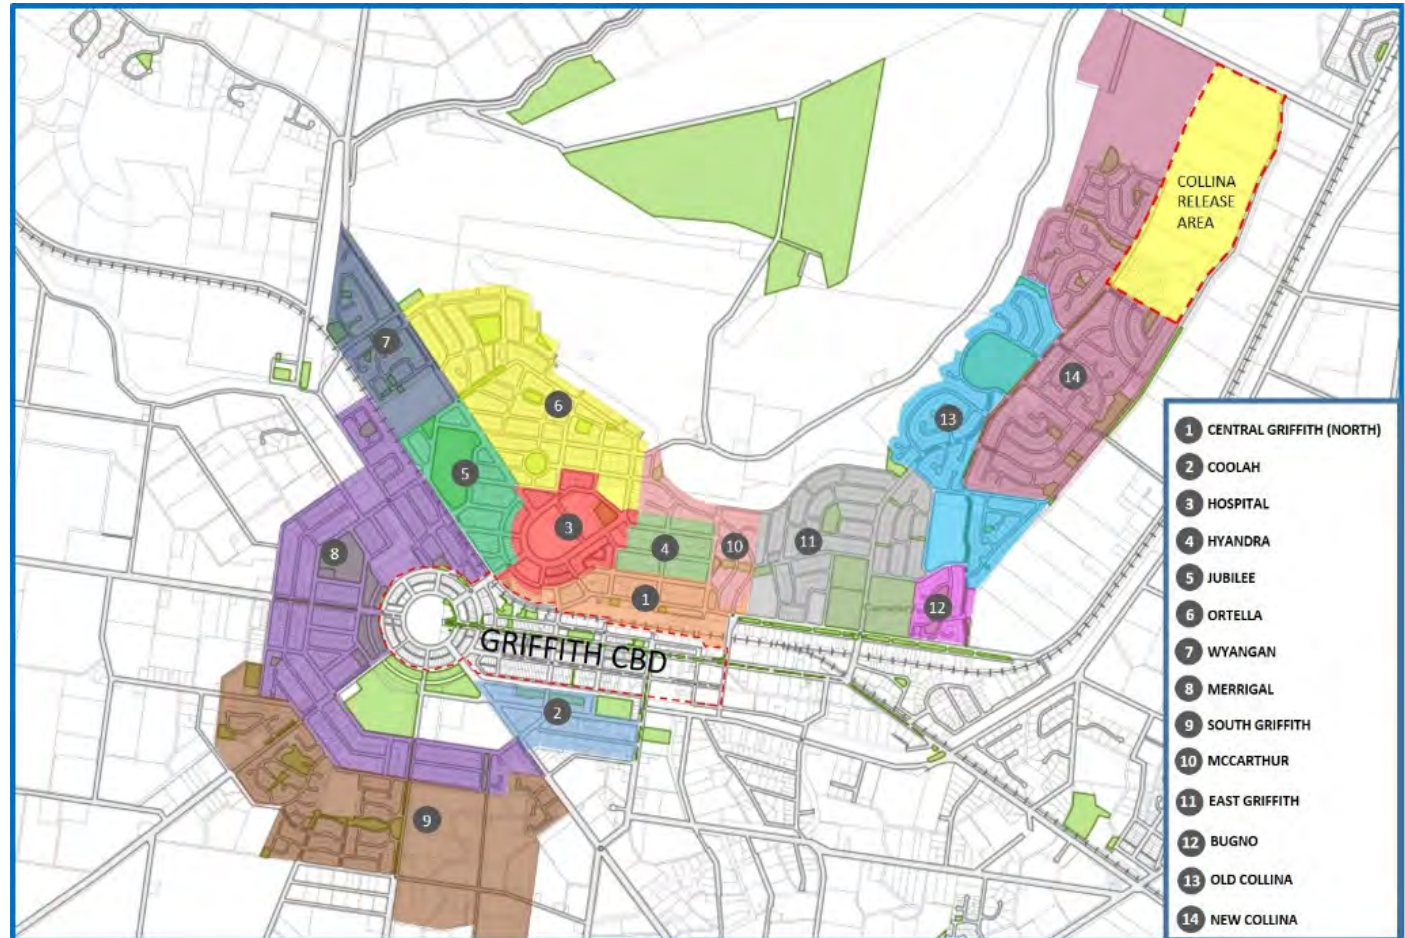 COLLINA
RELEASE
AREA
7
6
14
13
5
3
4
10
11
8
1
12
GRIFFITH CBD
2
9
1 CENTRAL GRIFFITH (NORTH)
2 COOLAH
3 HOSPITAL
4 HYANDRA
5 JUBILEE
6 ORTELLA
7 WYANGAN
8 MERRIGAL
9 SOUTH GRIFFITH
10 MCCARTHUR
11 EAST GRIFFITH
12 BUGNO
13 OLD COLLINA
14 NEW COLLINA